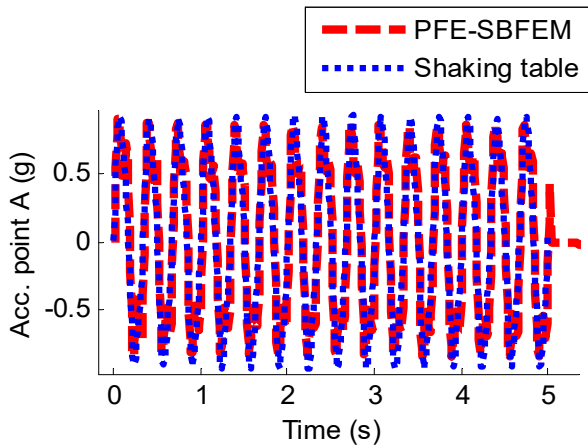 PFE-SBFEM
Shaking table
Acc. point A (g)
0.5
0
-0.5
0 1 2 3 4 5
Time (s)